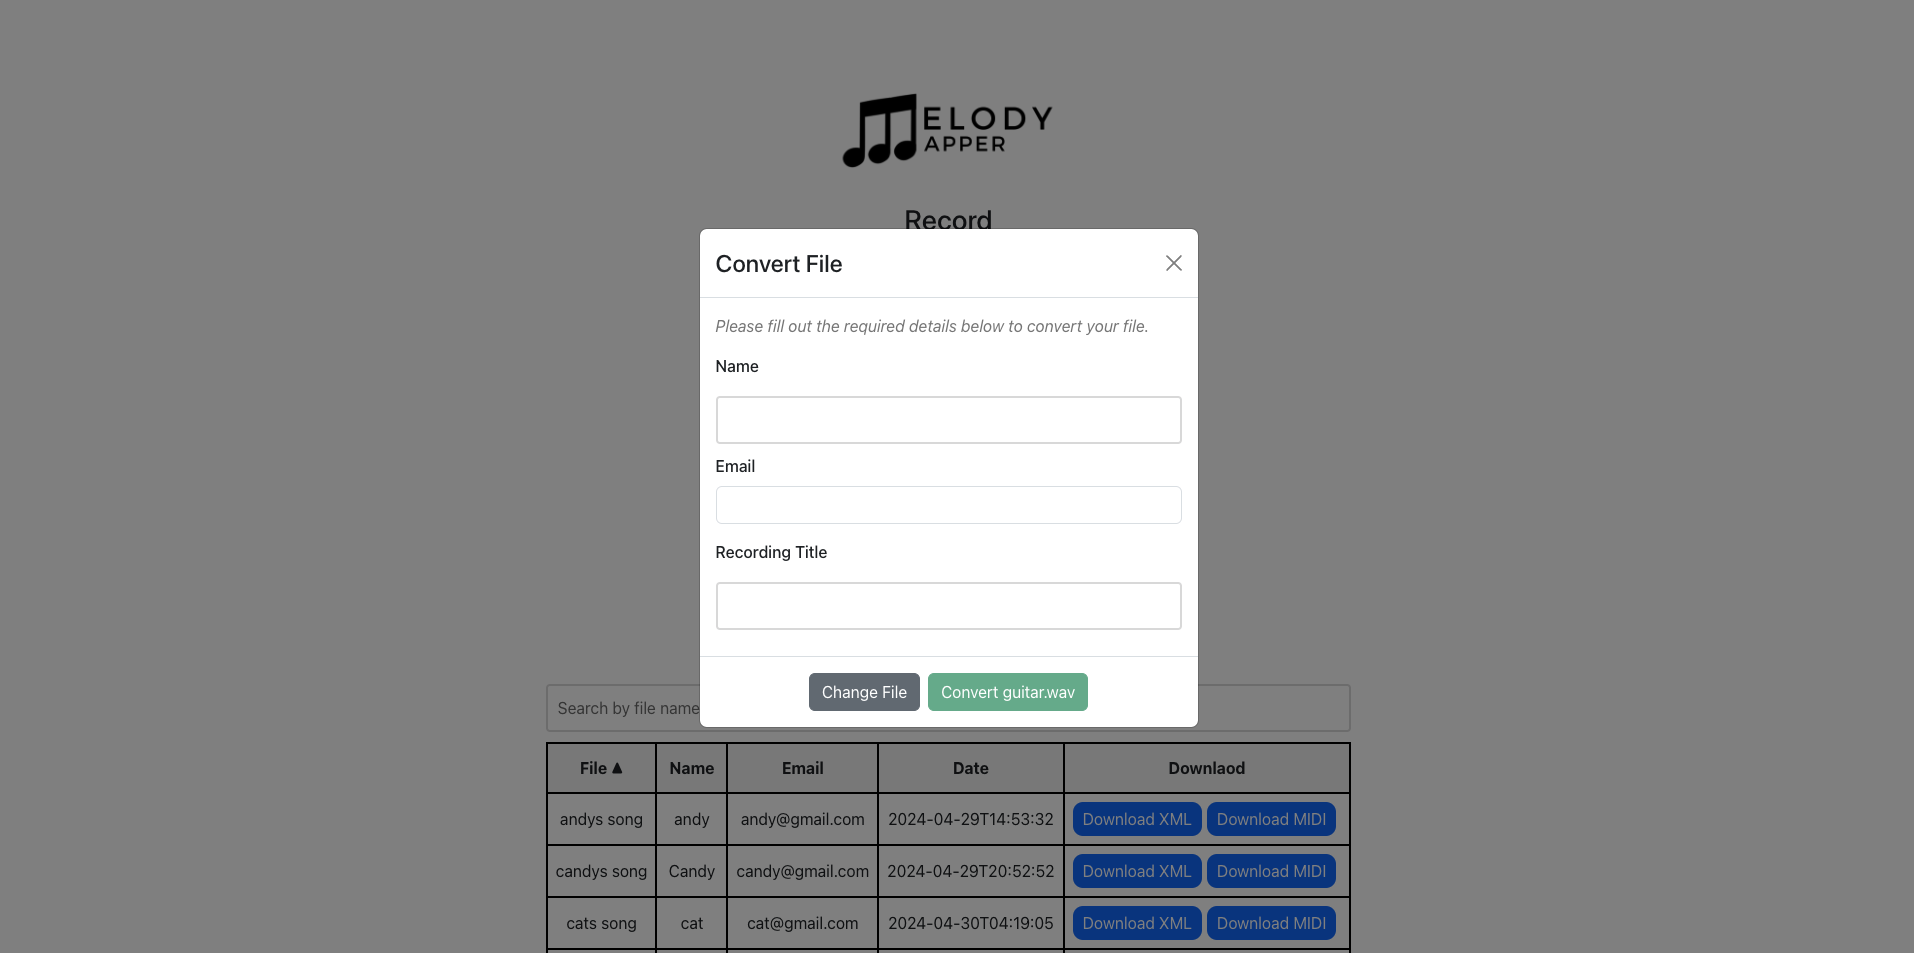 ELODY
APPER
Record
Convert File
Please fill out the required details below to convert your file.
Name
Email
Recording Title
Change File Convert guitar.wav
Search by file name
File ▲ Name Email Date Downlaod
andys song andy andy@gmail.com 2024-04-29T14:53:32 Download XML Download MIDI
candys song Candy candy@gmail.com 2024-04-29T20:52:52 Download XML Download MIDI
cats song cat cat@gmail.com 2024-04-30T04:19:05 Download XML Download MIDI